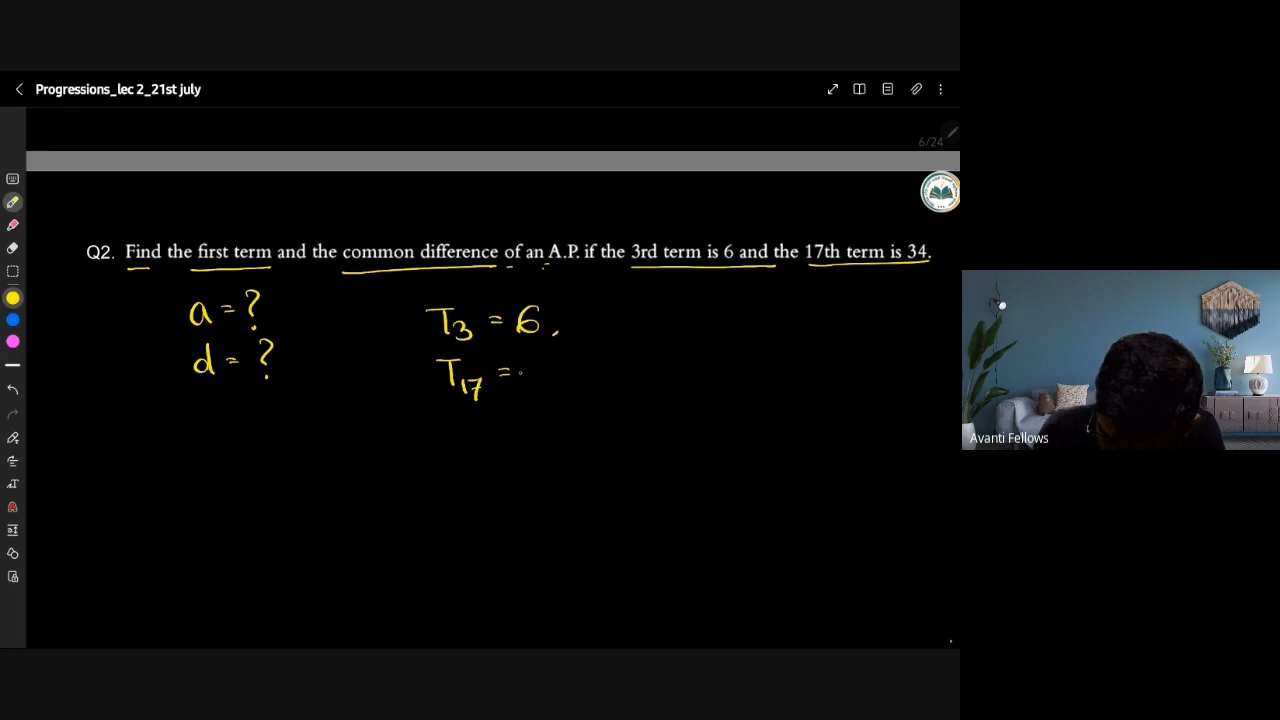 Progressions_lec 2_21st july
6/24
Q2. Find the first term and the common difference of an A.P. if the 3rd term is 6 and the 17th term is 34.
a = ?
T3 = 6,
d = ?
T17 =
Avanti Fellows